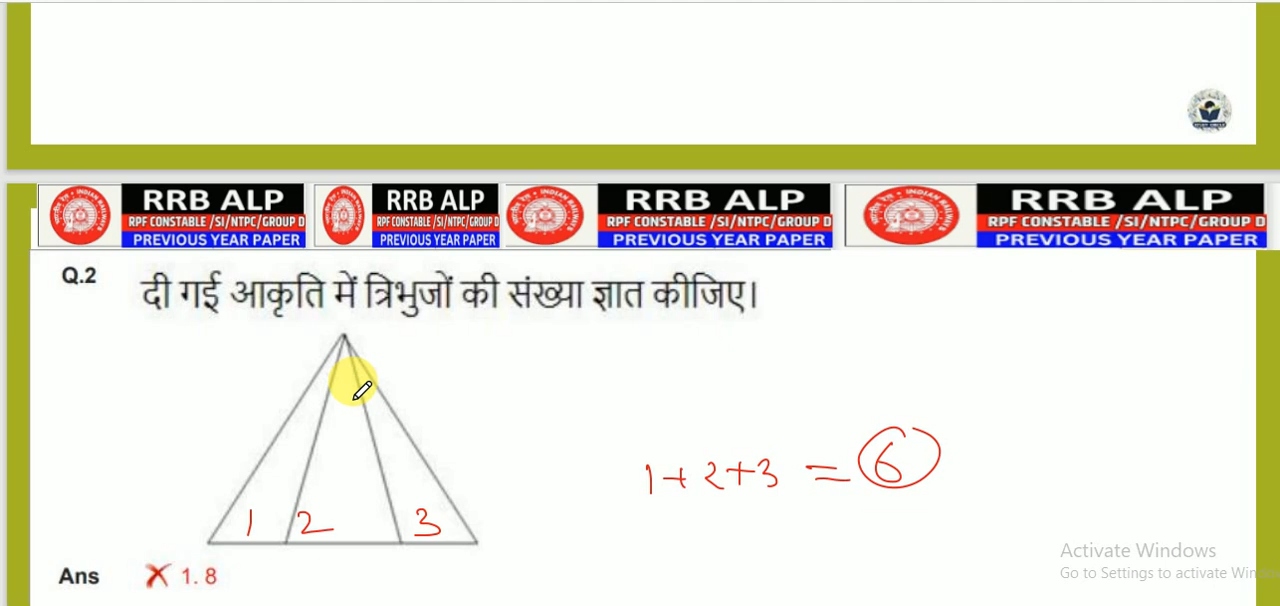 RRB ALP RRB ALP RRB ALP RRB ALP
RPF CONSTABLE /SI/NTPC/GROUP D RPF CONSTABLE /SI/NTPC/GROUP D RPF CONSTABLE /SI/NTPC/GROUP D RPF CONSTABLE /SI/NTPC/GROUP D
PREVIOUS YEAR PAPER PREVIOUS YEAR PAPER PREVIOUS YEAR PAPER PREVIOUS YEAR PAPER
Q.2 दी गई आकृति में त्रिभुजों की संख्या ज्ञात कीजिए।
1+2+3 = 6
1 2 3
Activate Windows
Go to Settings to activate
Ans 1. 8